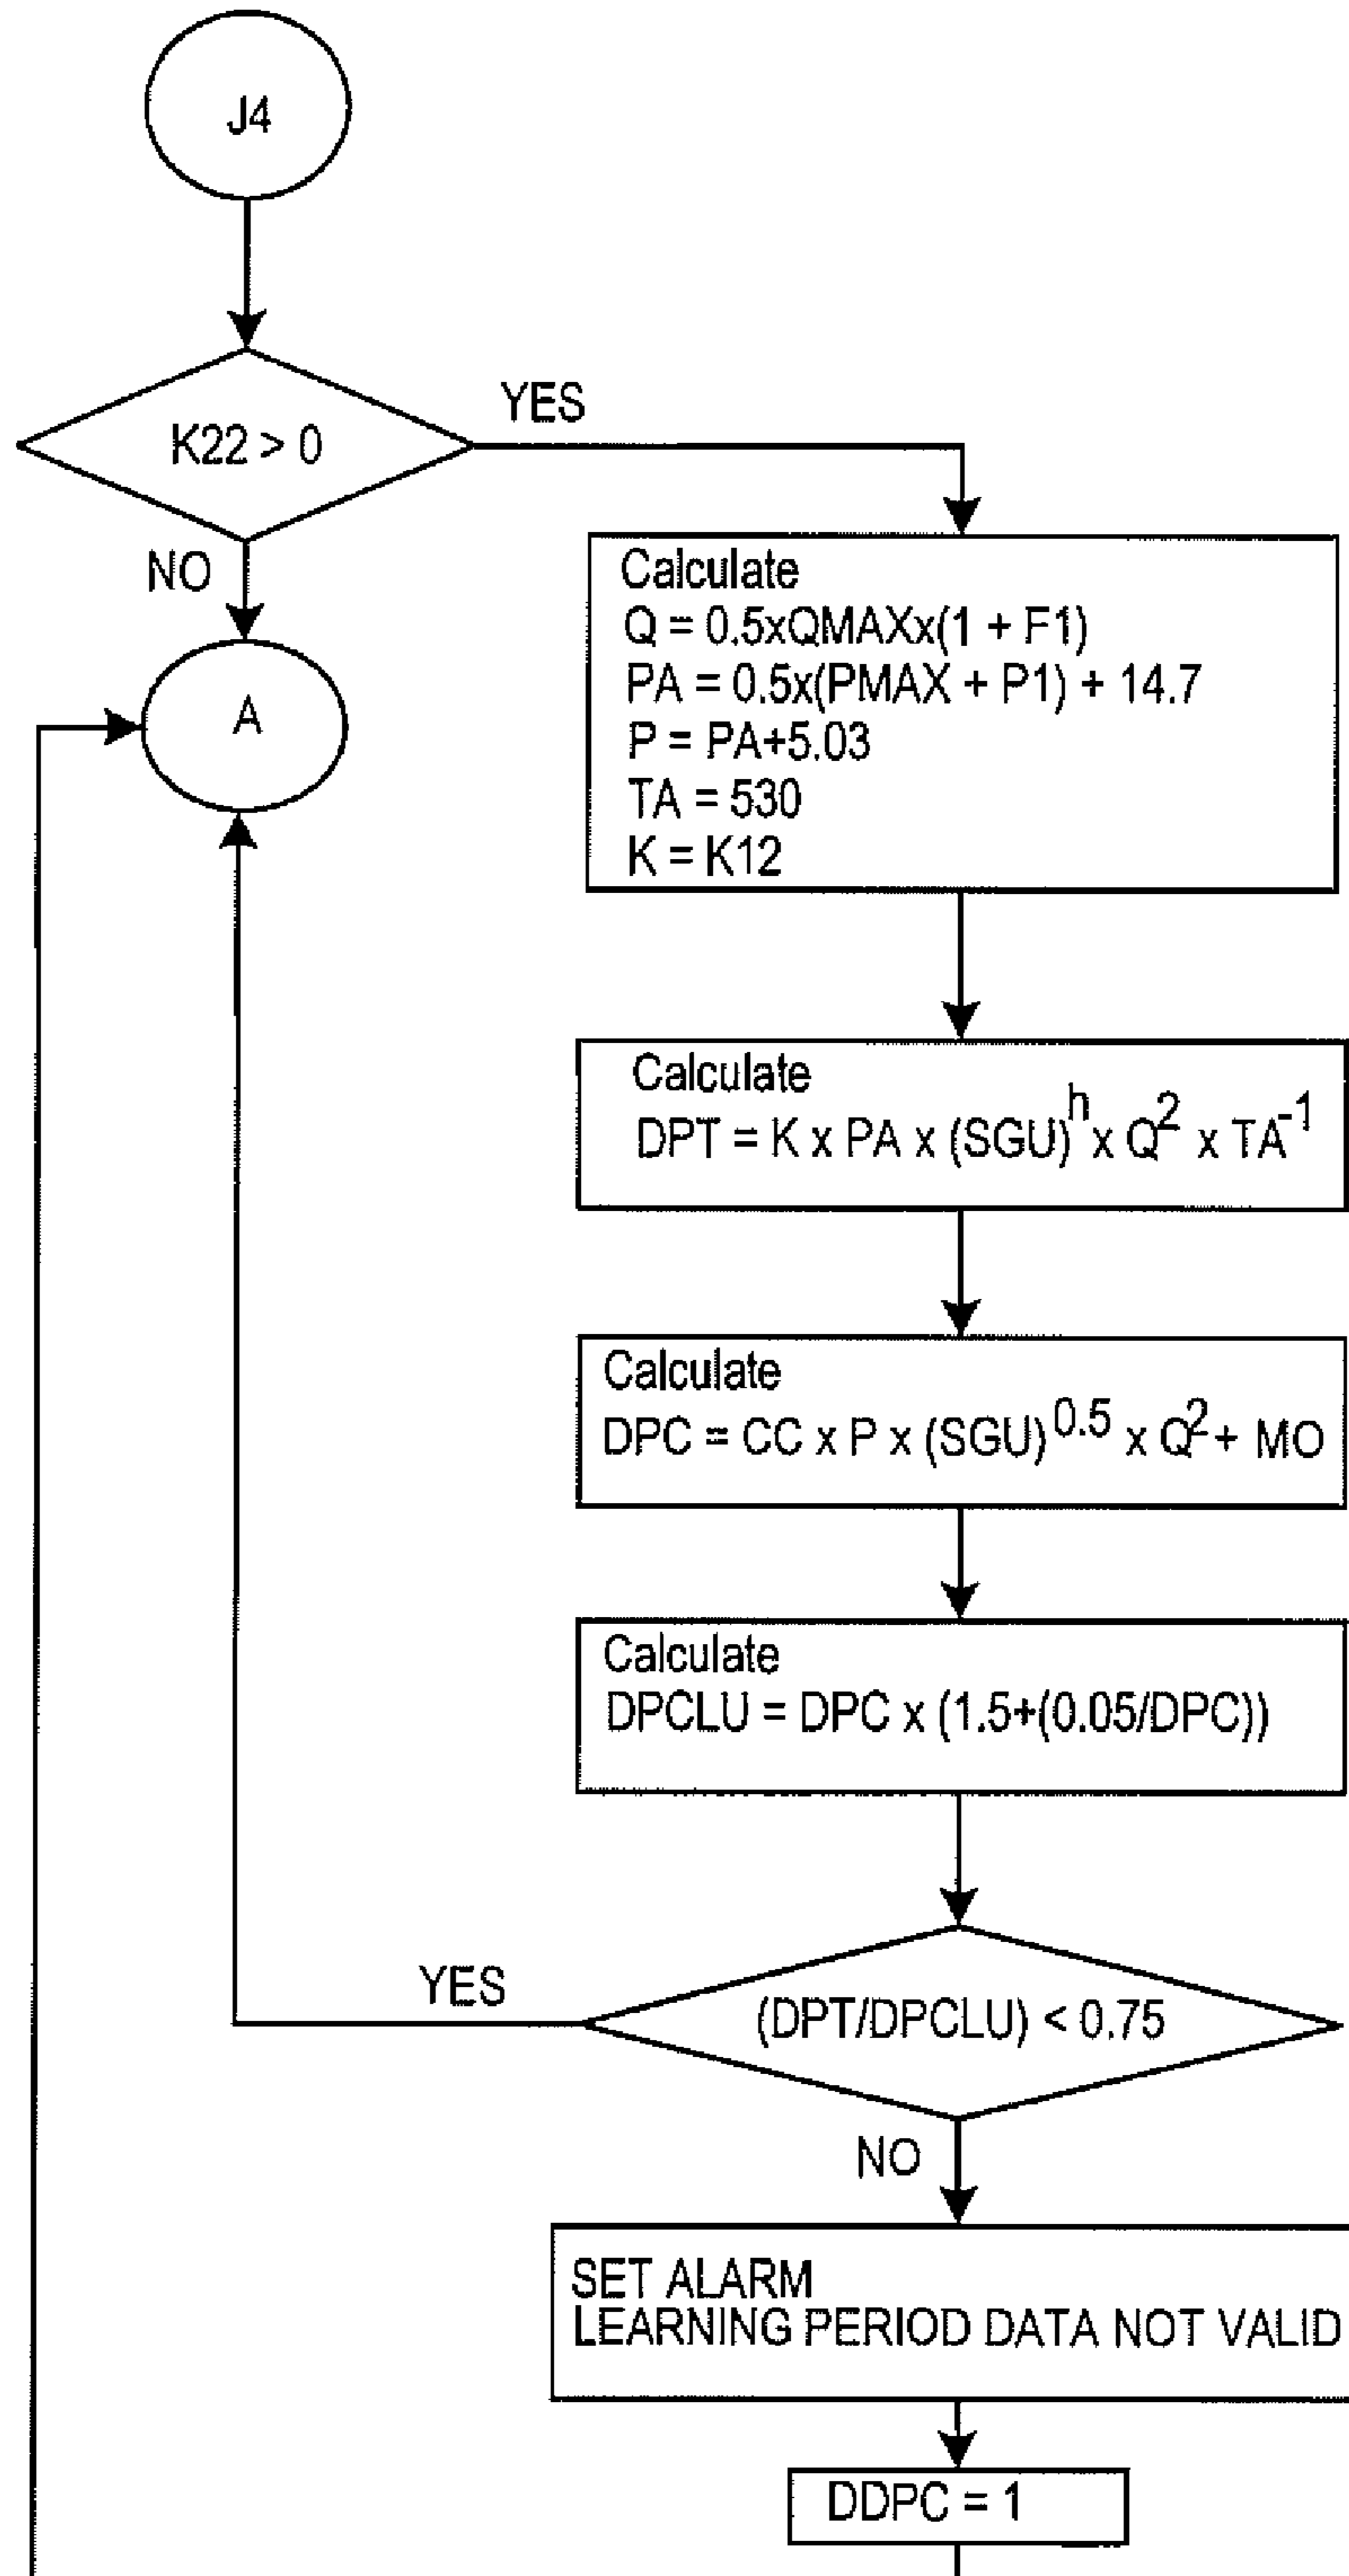 J4
K22 > 0
YES
NO
A
Calculate
Q = 0.5xQMAXx(1 + F1)
PA = 0.5x(PMAX + P1) + 14.7
P = PA+5.03
TA = 530
K = K12
Calculate
DPT = K x PA x (SGU)^h x Q^2 x TA^-1
Calculate
DPC = CC x P x (SGU)^0.5 x Q^2 + MO
Calculate
DPCLU = DPC x (1.5+(0.05/DPC))
(DPT/DPCLU) < 0.75
YES
NO
SET ALARM
LEARNING PERIOD DATA NOT VALID
DDPC = 1